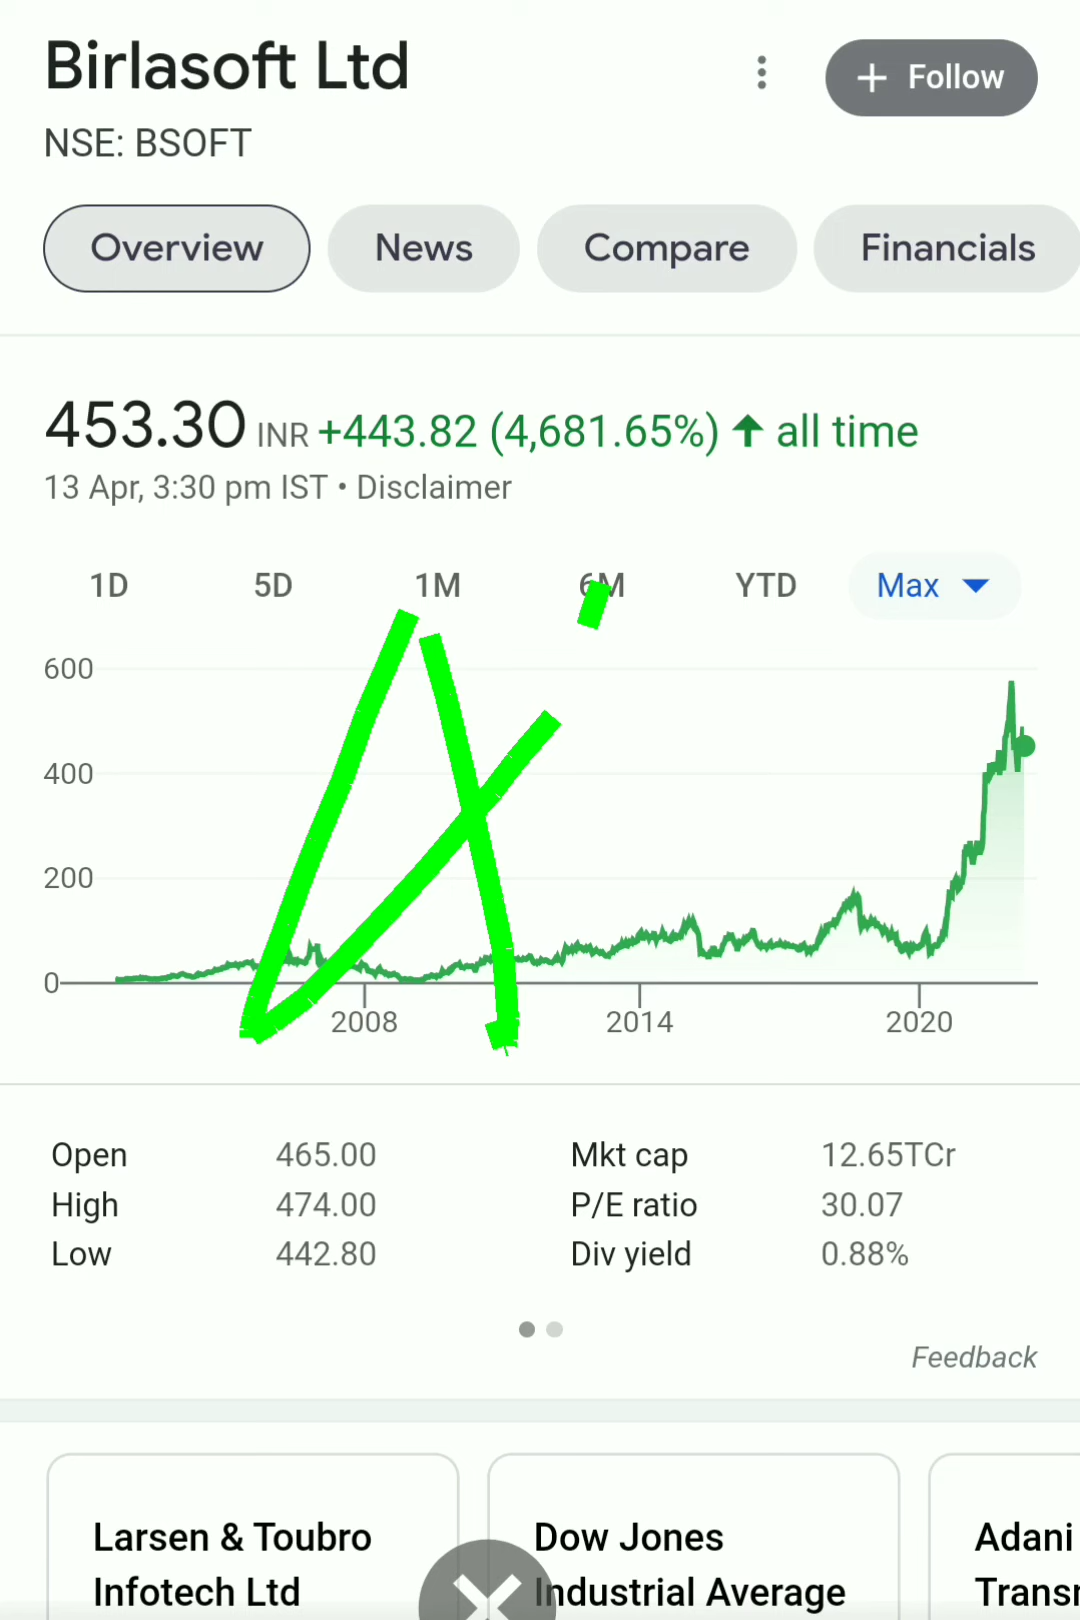 Birlasoft Ltd
+ Follow
NSE: BSOFT
Overview News Compare Financials
453.30 INR +443.82 (4,681.65%) ↑ all time
13 Apr, 3:30 pm IST • Disclaimer
1D 5D 1M 6M YTD Max
600
400
200
0
2008 2014 2020
Open 465.00 Mkt cap 12.65TCr
High 474.00 P/E ratio 30.07
Low 442.80 Div yield 0.88%
Feedback
Larsen & Toubro
Infotech Ltd
Dow Jones
Industrial Average
Adani